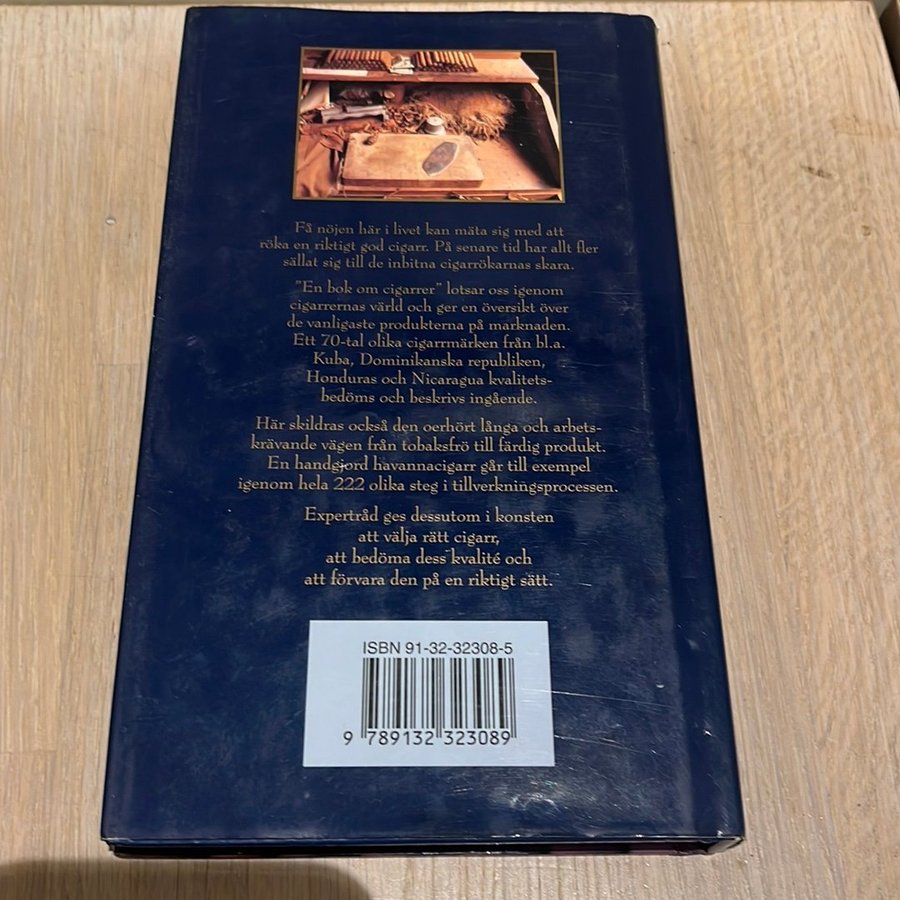 Få nöjen här i livet kan mäta sig med att
röka en riktigt god cigarr. På senare tid har allt fler
sällat sig till de inbitna cigarrökarnas skara.
"En bok om cigarrer" lotsar oss igenom
cigarrernas värld och ger en översikt över
de vanligaste produkterna på marknaden.
Ett 70-tal olika cigarrmärken från bl.a.
Kuba, Dominikanska republiken,
Honduras och Nicaragua kvalitets-
bedöms och beskrivs ingående.
Här skildras också den oerhört långa och arbets-
krävande vägen från tobaksfrö till färdig produkt.
En handgjord havannacigarr går till exempel
igenom hela 222 olika steg i tillverkningsprocessen.
Expertråd ges dessutom i konsten
att välja rätt cigarr,
att bedöma dess kvalité och
att förvara den på en riktigt sätt.
ISBN 91-32-32308-5
9 789132 323089